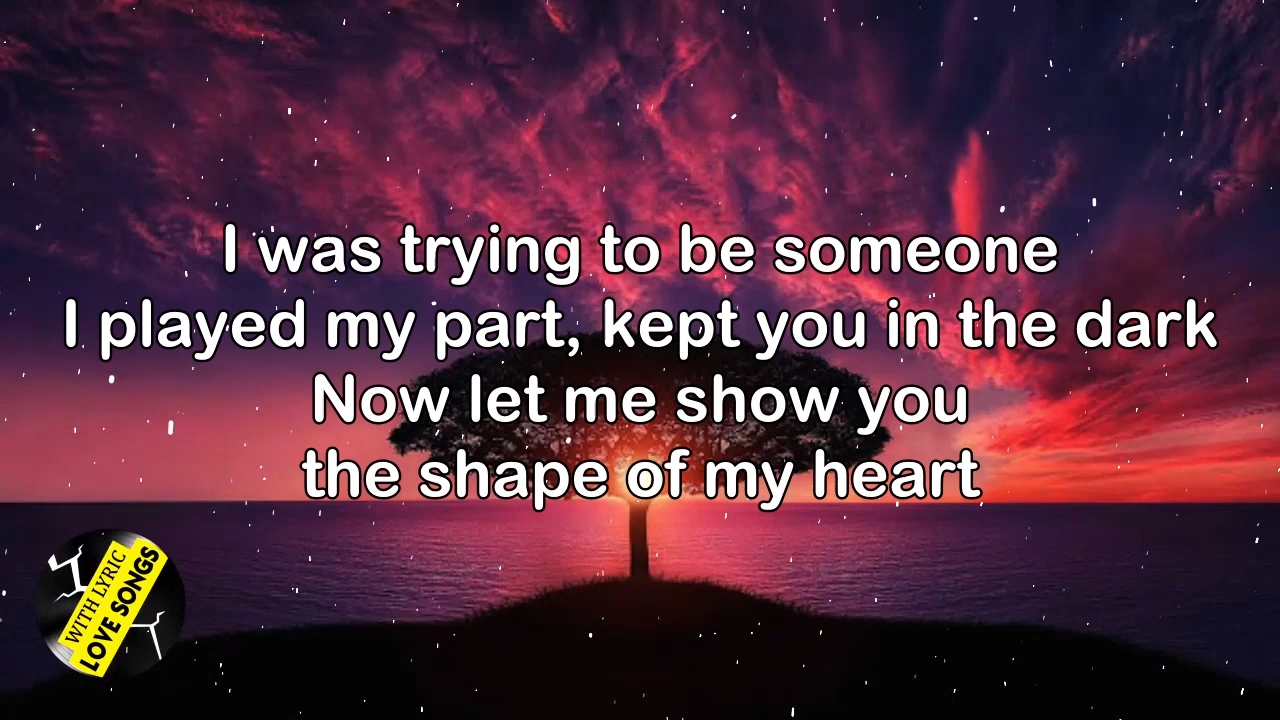 I was trying to be someone
I played my part, kept you in the dark
Now let me show you
the shape of my heart
WITH LYRIC
LOVE SONGS